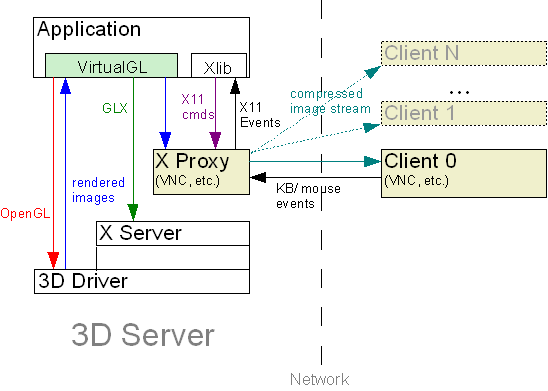 Application
VirtualGL
Xlib
GLX
X11
cmds
X11
Events
compressed
image stream
Client N
...
Client 1
X Proxy
(VNC, etc.)
Client 0
(VNC, etc.)
KB/mouse
events
rendered
images
OpenGL
X Server
3D Driver
3D Server
Network